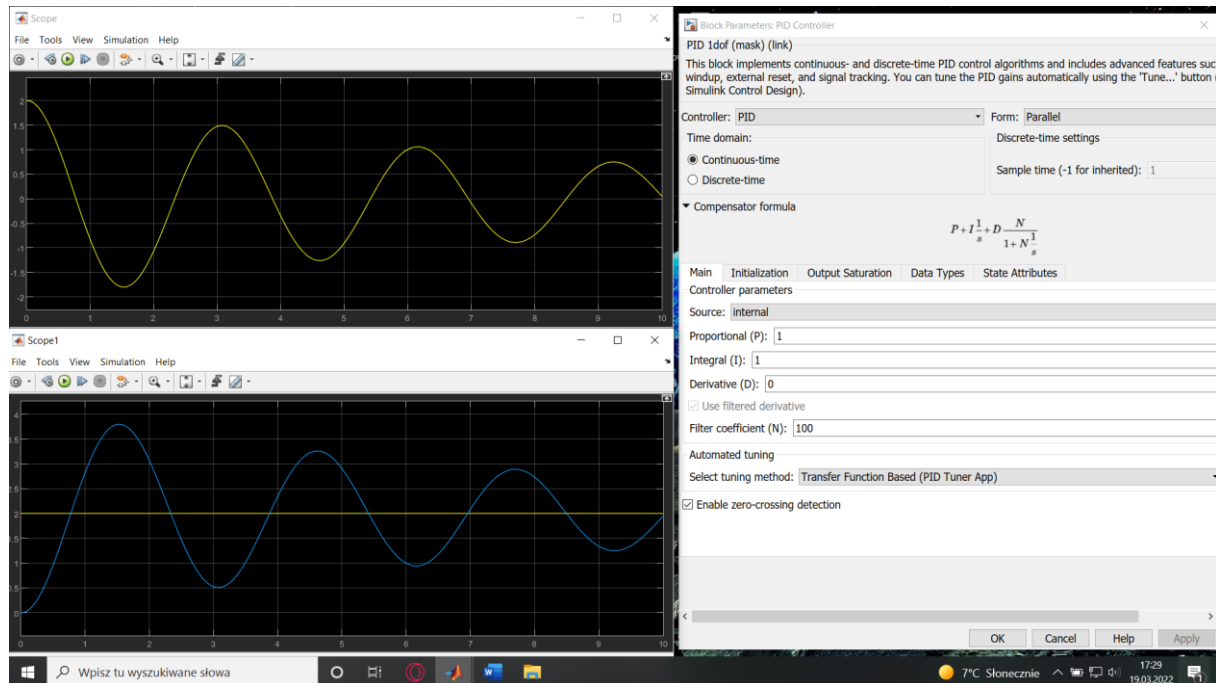 Scope
File Tools View Simulation Help
2
1.5
1
0.5
0
-0.5
-1
-1.5
-2
0 1 2 3 4 5 6 7 8 9 10
Scope1
File Tools View Simulation Help
4
3
2
1
0
0 1 2 3 4 5 6 7 8 9 10
Block Parameters: PID Controller
PID 1dof (mask) (link)
This block implements continuous- and discrete-time PID control algorithms and includes advanced features suc
windup, external reset, and signal tracking. You can tune the PID gains automatically using the 'Tune...' button (
Simulink Control Design).
Controller: PID Form: Parallel
Time domain: Discrete-time settings
Continuous-time
Sample time (-1 for inherited): 1
Discrete-time
Compensator formula
P + I 1/s + D N/(1 + N 1/s)
Main Initialization Output Saturation Data Types State Attributes
Controller parameters
Source: internal
Proportional (P): 1
Integral (I): 1
Derivative (D): 0
Use filtered derivative
Filter coefficient (N): 100
Automated tuning
Select tuning method: Transfer Function Based (PID Tuner App)
Enable zero-crossing detection
OK Cancel Help Apply
Wpisz tu wyszukiwane słowa
7°C Słonecznie
17:29
19.03.2022